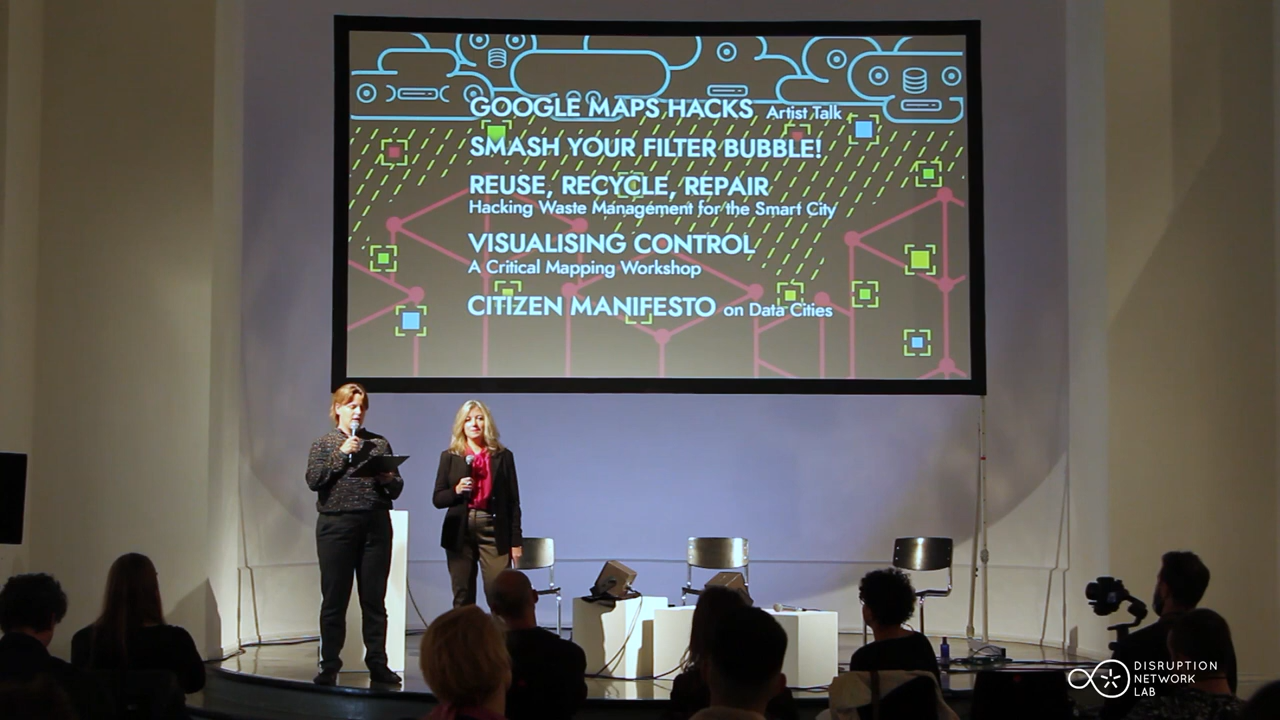 GOOGLE MAPS HACKS Artist Talk
SMASH YOUR FILTER BUBBLE!
REUSE, RECYCLE, REPAIR
Hacking Waste Management for the Smart City
VISUALISING CONTROL
A Critical Mapping Workshop
CITIZEN MANIFESTO on Data Cities
DISRUPTION
NETWORK
LAB